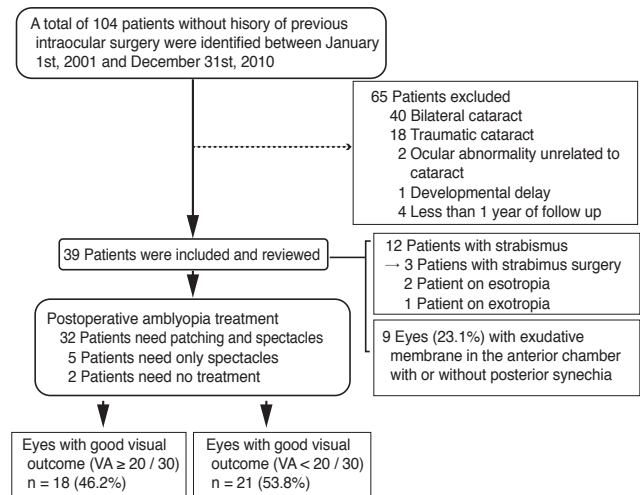 A total of 104 patients without hisory of previous
intraocular surgery were identified between January
1st, 2001 and December 31st, 2010
65 Patients excluded
40 Bilateral cataract
18 Traumatic cataract
2 Ocular abnormality unrelated to
cataract
1 Developmental delay
4 Less than 1 year of follow up
39 Patients were included and reviewed
12 Patients with strabismus
→ 3 Patiens with strabimus surgery
2 Patient on esotropia
1 Patient on exotropia
9 Eyes (23.1%) with exudative
membrane in the anterior chamber
with or without posterior synechia
Postoperative amblyopia treatment
32 Patients need patching and spectacles
5 Patients need only spectacles
2 Patients need no treatment
Eyes with good visual
outcome (VA ≥ 20 / 30)
n = 18 (46.2%)
Eyes with good visual
outcome (VA < 20 / 30)
n = 21 (53.8%)